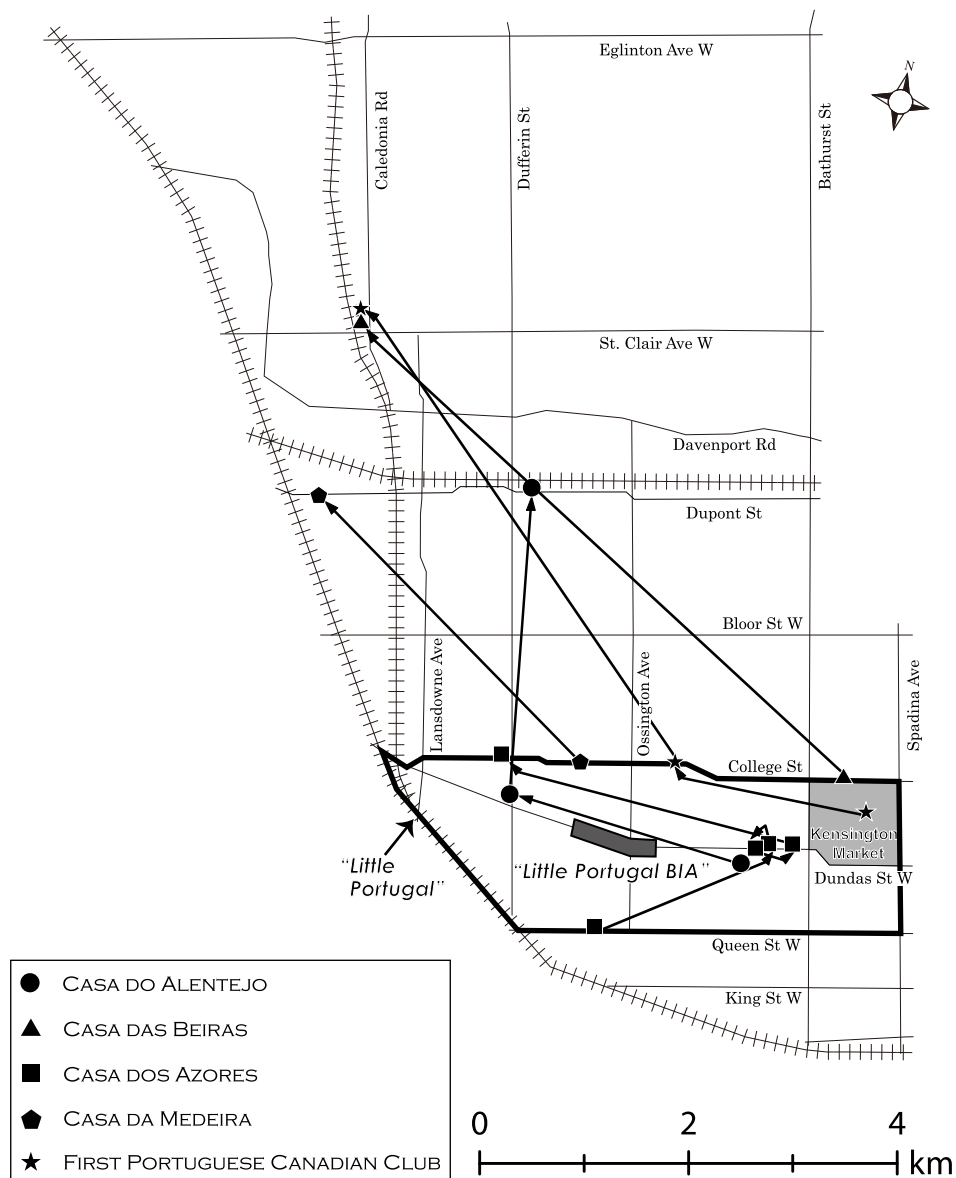 N
Eglinton Ave W
Caledonia Rd
Dufferin St
Bathurst St
St. Clair Ave W
Davenport Rd
Dupont St
Bloor St W
Lansdowne Ave
Ossington Ave
Spadina Ave
College St
Kensington
Market
"Little
Portugal"
"Little Portugal BIA"
Dundas St W
Queen St W
King St W
Casa do Alentejo
Casa das Beiras
Casa dos Azores
Casa da Medeira
First Portuguese Canadian Club
0 2 4
km